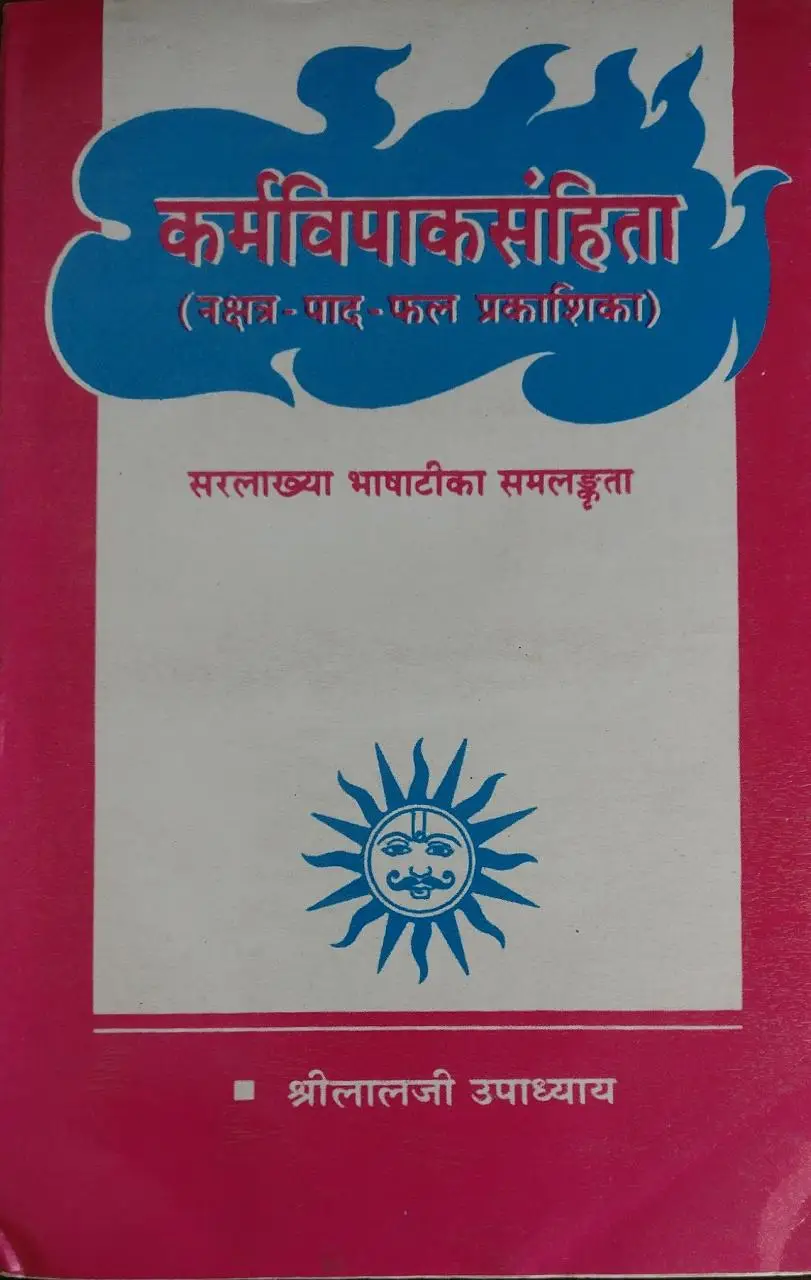 कर्मविपाकसंहिता
(नक्षत्र-पाद-फल प्रकाशिका)
सरलाख्या भाषाटीका समलङ्कृता
श्रीलालजी उपाध्याय